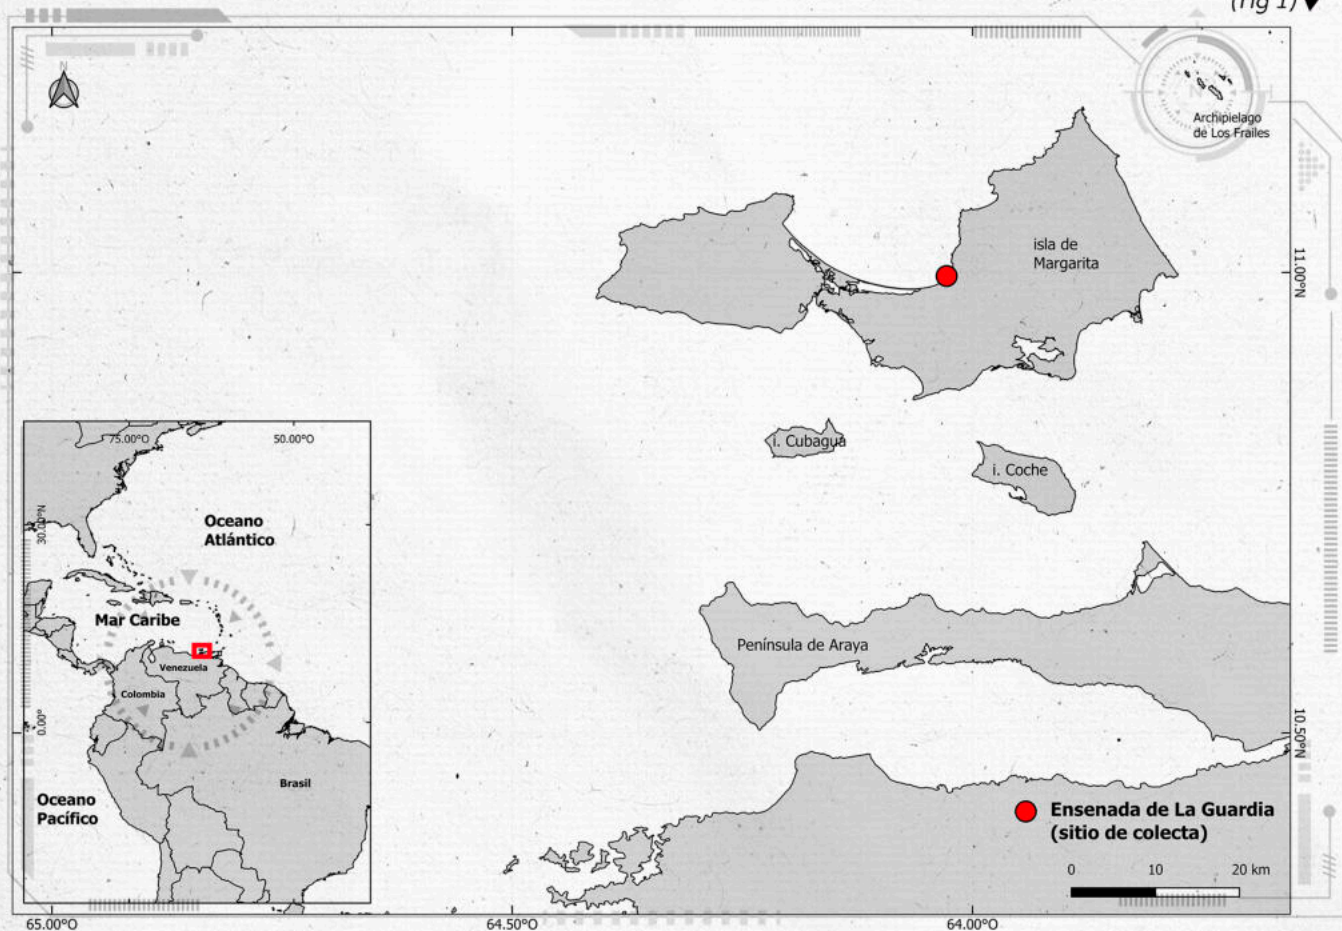 (fig 1)
N
N
Archipielago
de Los Frailes
isla de
Margarita
11.00°N
i. Cubagua
i. Coche
75.00°O
50.00°O
30.00°N
Oceano
Atlántico
Mar Caribe
Venezuela
Colombia
0.00°
Brasil
Oceano
Pacífico
Península de Araya
10.50°N
Ensenada de La Guardia
(sitio de colecta)
0 10 20 km
65.00°O
64.50°O
64.00°O